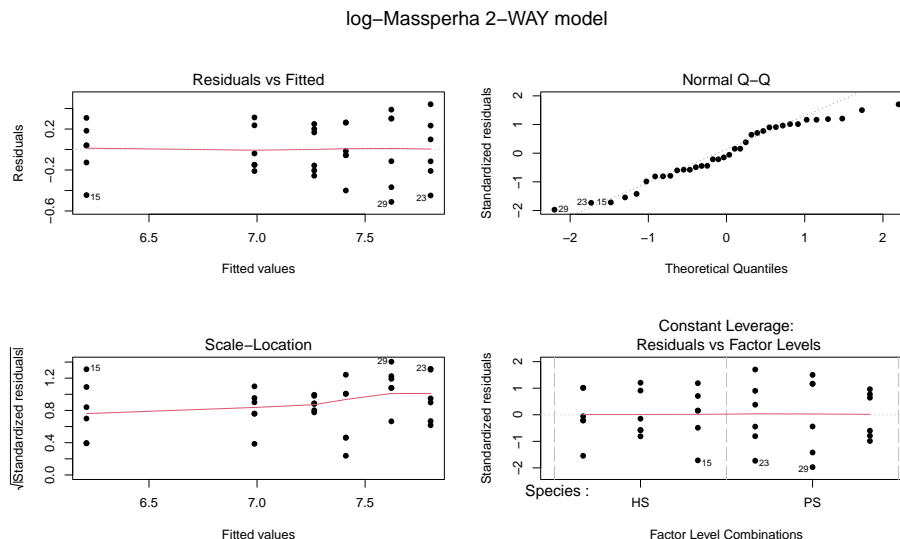 log−Massperha 2−WAY model
Residuals vs Fitted
Residuals
0.2
−0.2
−0.6
15
29
23
6.5 7.0 7.5
Fitted values
Normal Q−Q
Standardized residuals
2
1
0
−1
−2
29
23
15
−2 −1 0 1 2
Theoretical Quantiles
Scale−Location
√|Standardized residuals|
1.2
0.8
0.4
0.0
15
29
23
6.5 7.0 7.5
Fitted values
Constant Leverage:
Residuals vs Factor Levels
Standardized residuals
2
1
0
−1
−2
15
23
29
Species :
HS PS
Factor Level Combinations